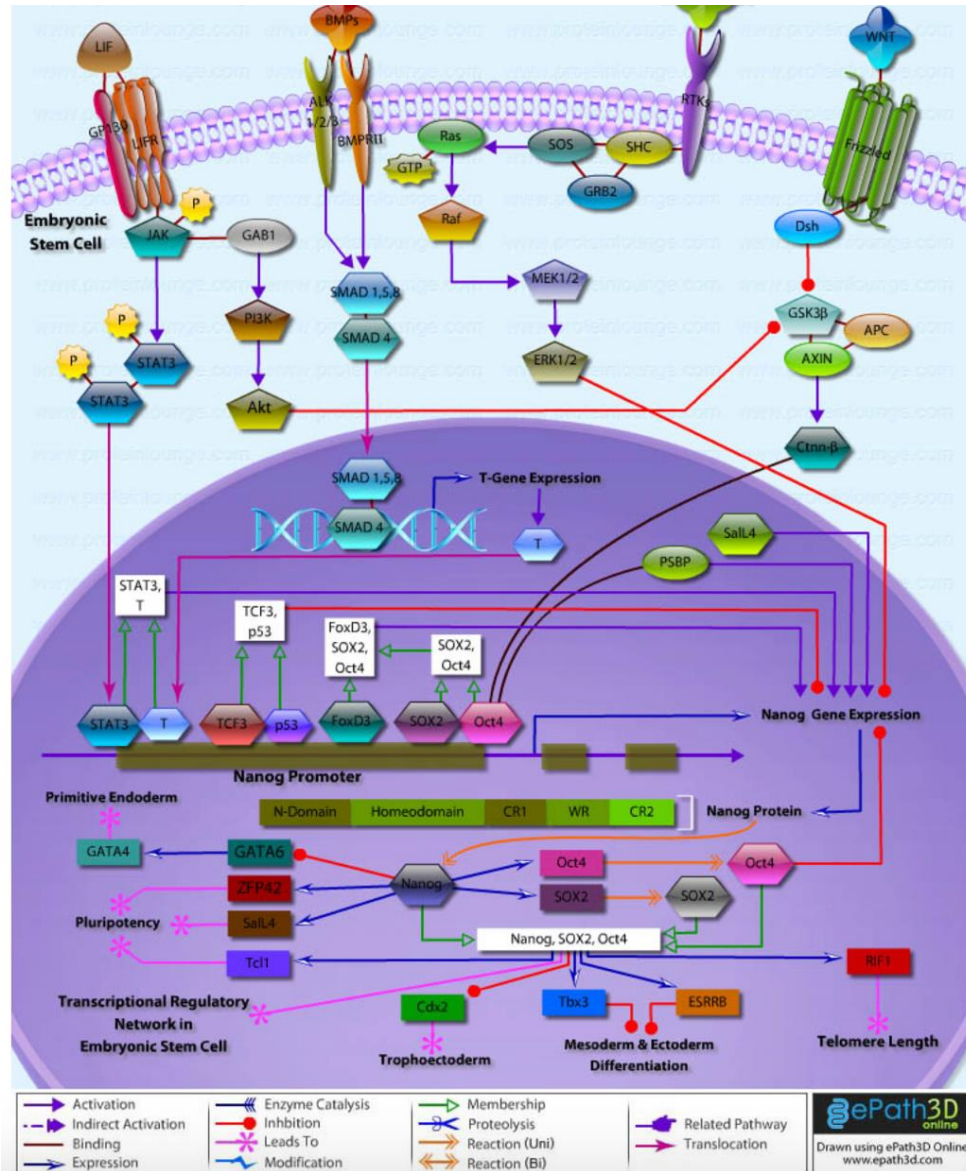 LIF
BMPs
WNT
GP130
LIFR
ALK
1/2/3
BMPRII
RTKs
Frizzled
Ras
GTP
SOS
SHC
GRB2
Embryonic
Stem Cell
P
JAK
GAB1
Raf
Dsh
SMAD 1,5,8
MEK1/2
GSK3β
P
PI3K
SMAD 4
APC
P
STAT3
ERK1/2
AXIN
STAT3
Akt
Ctnn-β
SMAD 1,5,8
T-Gene Expression
SMAD 4
T
SalL4
PSBP
STAT3,
T
TCF3,
p53
FoxD3,
SOX2,
Oct4
SOX2,
Oct4
STAT3
T
TCF3
p53
FoxD3
SOX2
Oct4
Nanog Gene Expression
Nanog Promoter
Primitive Endoderm
N-Domain
Homeodomain
CR1
WR
CR2
Nanog Protein
GATA4
GATA6
Oct4
Oct4
ZFP42
Nanog
SOX2
SOX2
Pluripotency
SalL4
Nanog, SOX2, Oct4
Tcl1
RIF1
Transcriptional Regulatory
Network in
Embryonic Stem Cell
Cdx2
Tbx3
ESRRB
Trophoectoderm
Mesoderm & Ectoderm
Differentiation
Telomere Length
Activation
Enzyme Catalysis
Membership
Indirect Activation
Inhbition
Proteolysis
Related Pathway
Binding
Leads To
Reaction (Uni)
Translocation
Expression
Modification
Reaction (Bi)
ePath3D
online
Drawn using ePath3D Online
www.epath3d.com
www.proteinlounge.com